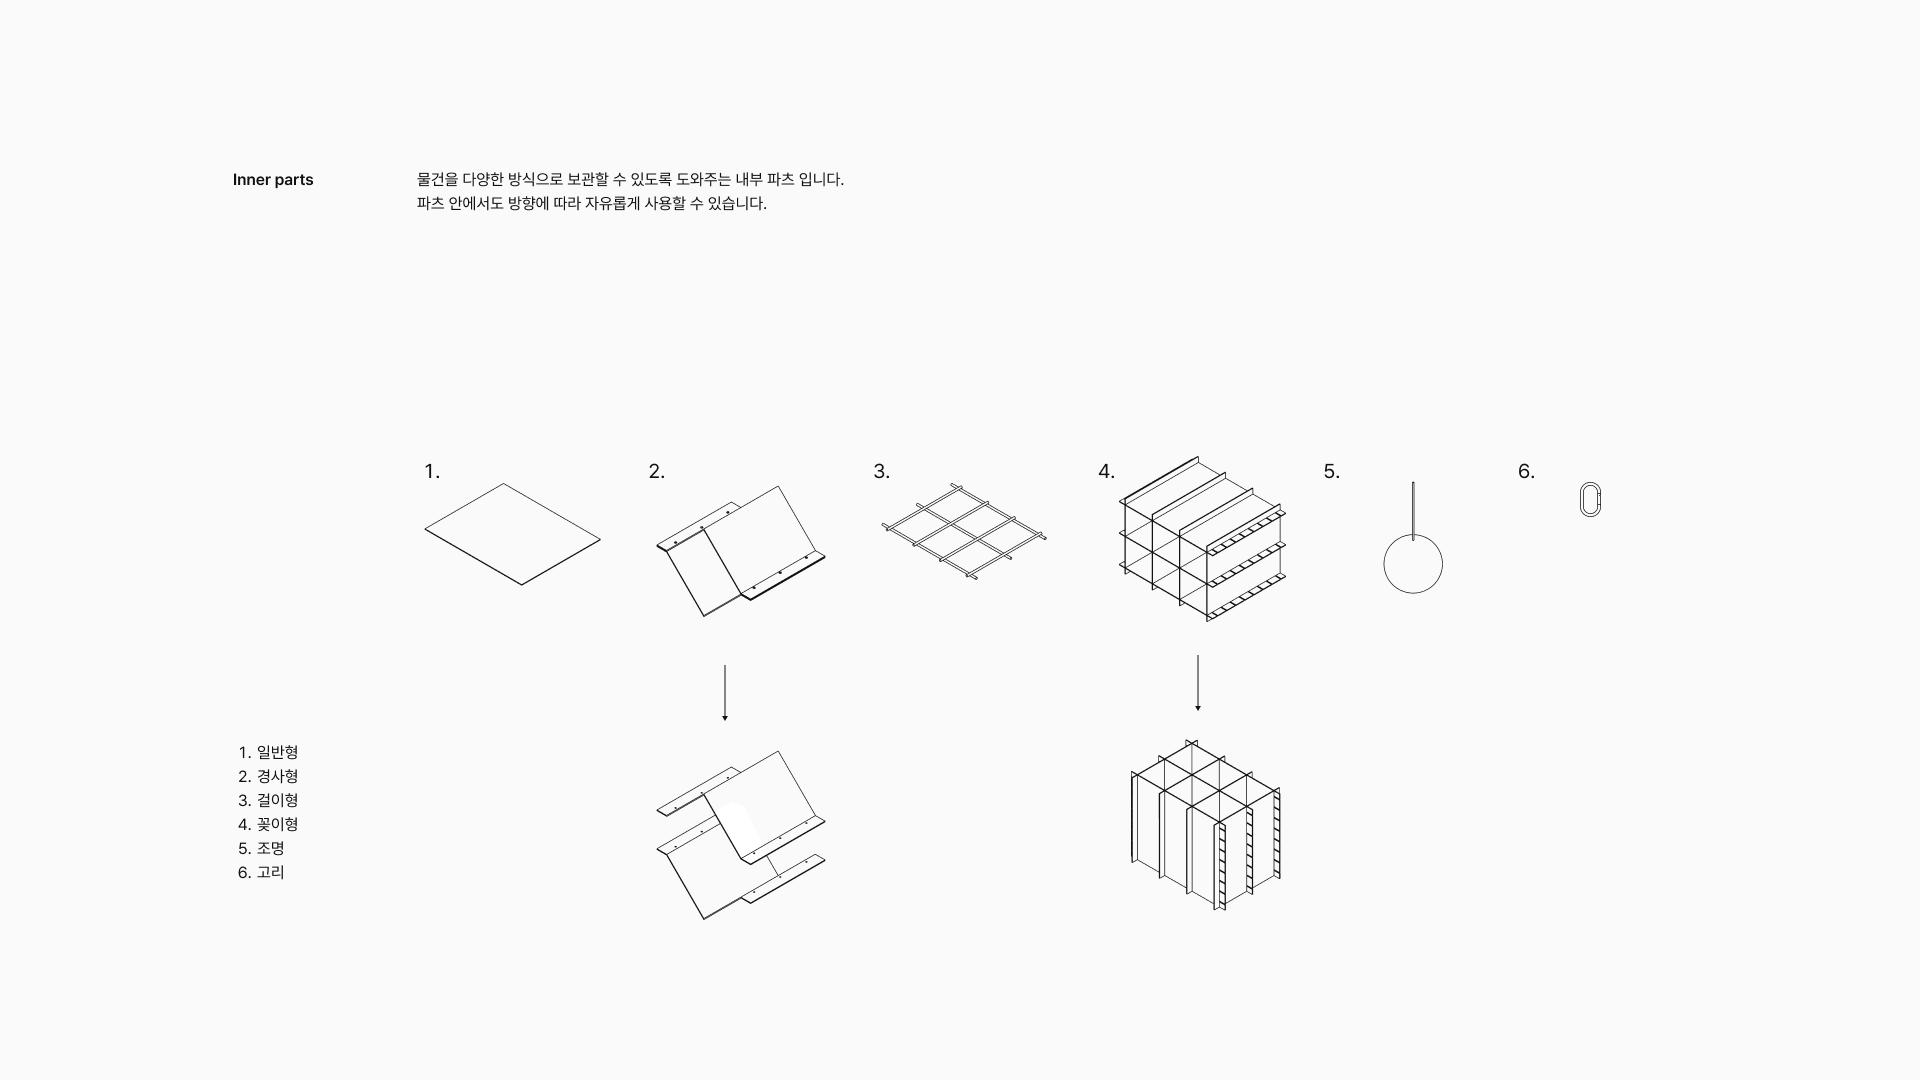 Inner parts
물건을 다양한 방식으로 보관할 수 있도록 도와주는 내부 파츠 입니다.
파츠 안에서도 방향에 따라 자유롭게 사용할 수 있습니다.
1.
2.
3.
4.
5.
6.
1. 일반형
2. 경사형
3. 걸이형
4. 꽂이형
5. 조명
6. 고리